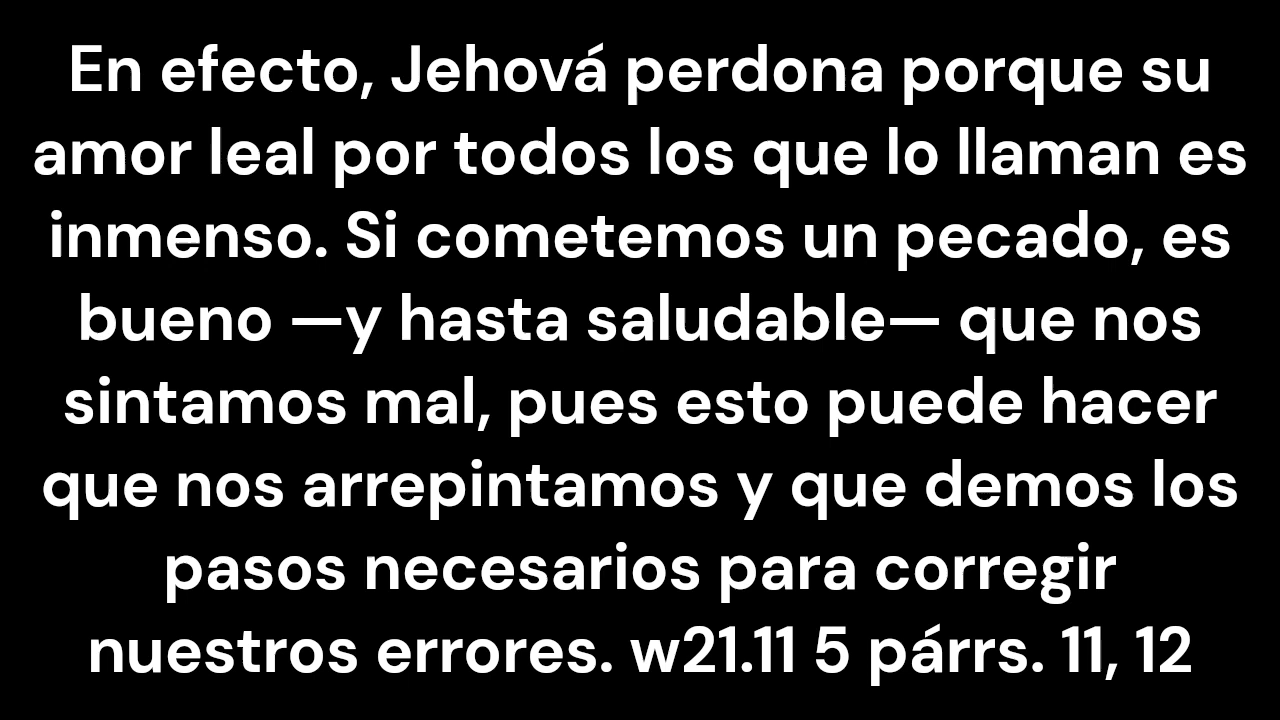 En efecto, Jehová perdona porque su
amor leal por todos los que lo llaman es
inmenso. Si cometemos un pecado, es
bueno —y hasta saludable— que nos
sintamos mal, pues esto puede hacer
que nos arrepintamos y que demos los
pasos necesarios para corregir
nuestros errores. w21.11 5 párrs. 11, 12